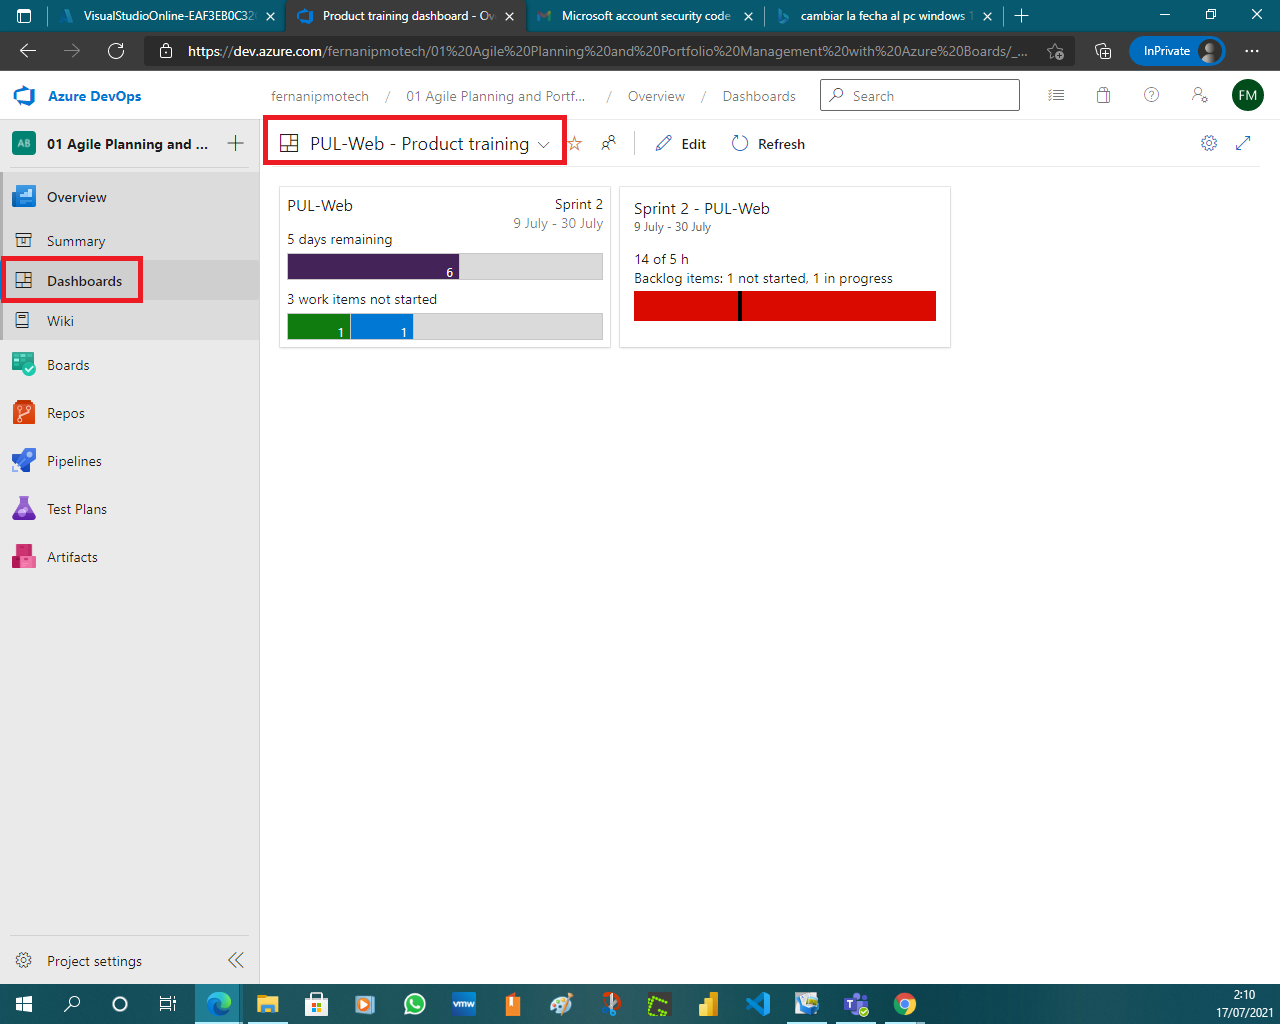 VisualStudioOnline-EAF3EB0C32
Product training dashboard - Ov
Microsoft account security code
cambiar la fecha al pc windows 1
https://dev.azure.com/fernanipmotech/01%20Agile%20Planning%20and%20Portfolio%20Management%20with%20Azure%20Boards/_...
InPrivate
Azure DevOps
fernanipmotech / 01 Agile Planning and Portf... / Overview / Dashboards
Search
FM
AB
01 Agile Planning and ...
PUL-Web - Product training
Edit
Refresh
Overview
Summary
Dashboards
Wiki
Boards
Repos
Pipelines
Test Plans
Artifacts
PUL-Web
Sprint 2
9 July - 30 July
5 days remaining
6
3 work items not started
1
1
Sprint 2 - PUL-Web
9 July - 30 July
14 of 5 h
Backlog items: 1 not started, 1 in progress
Project settings
vmw
2:10
17/07/2021